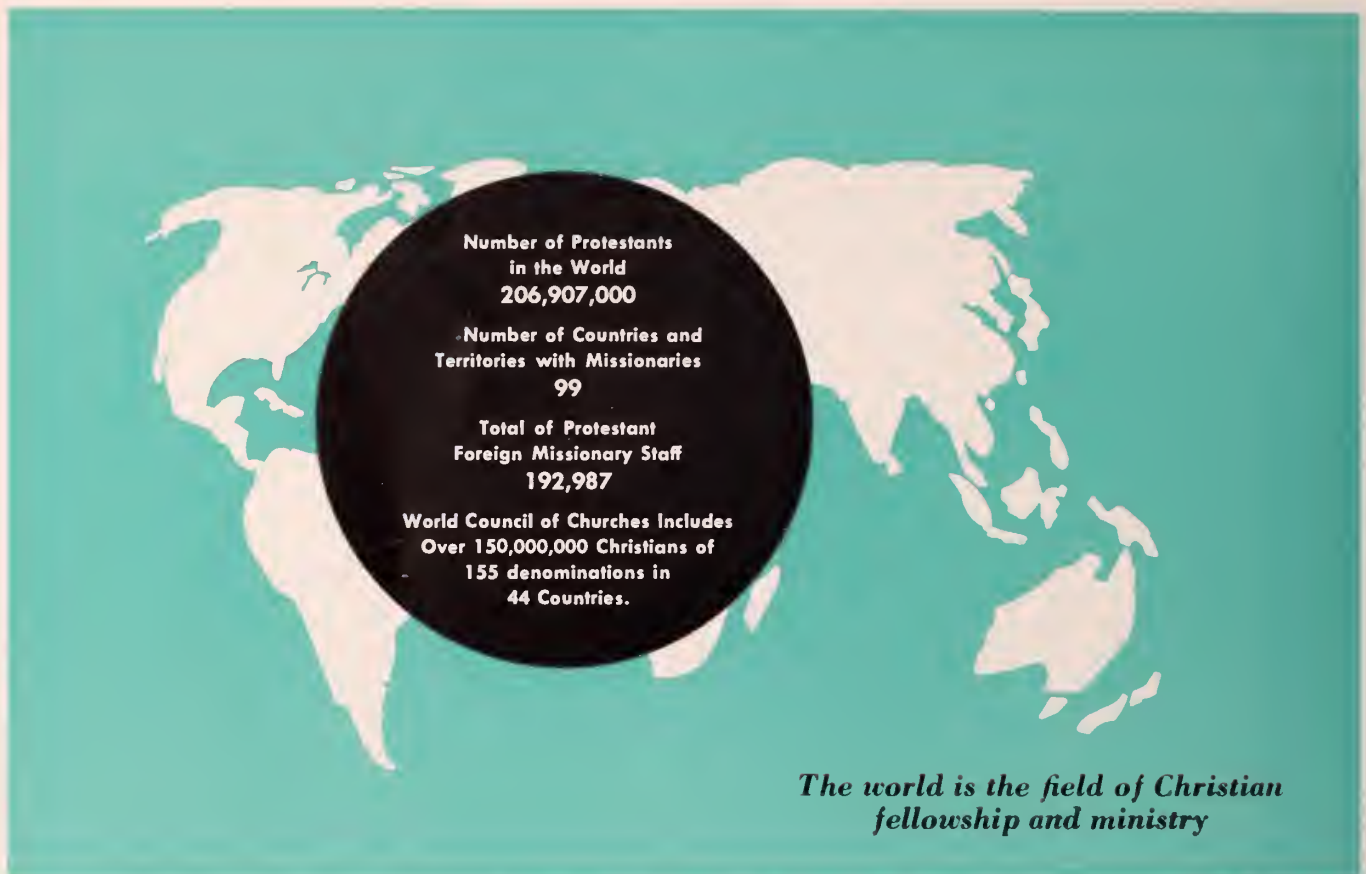 Number of Protestants
in the World
206,907,000
Number of Countries and
Territories with Missionaries
99
Total of Protestant
Foreign Missionary Staff
192,987
World Council of Churches Includes
Over 150,000,000 Christians of
155 denominations in
44 Countries.
The world is the field of Christian
fellowship and ministry